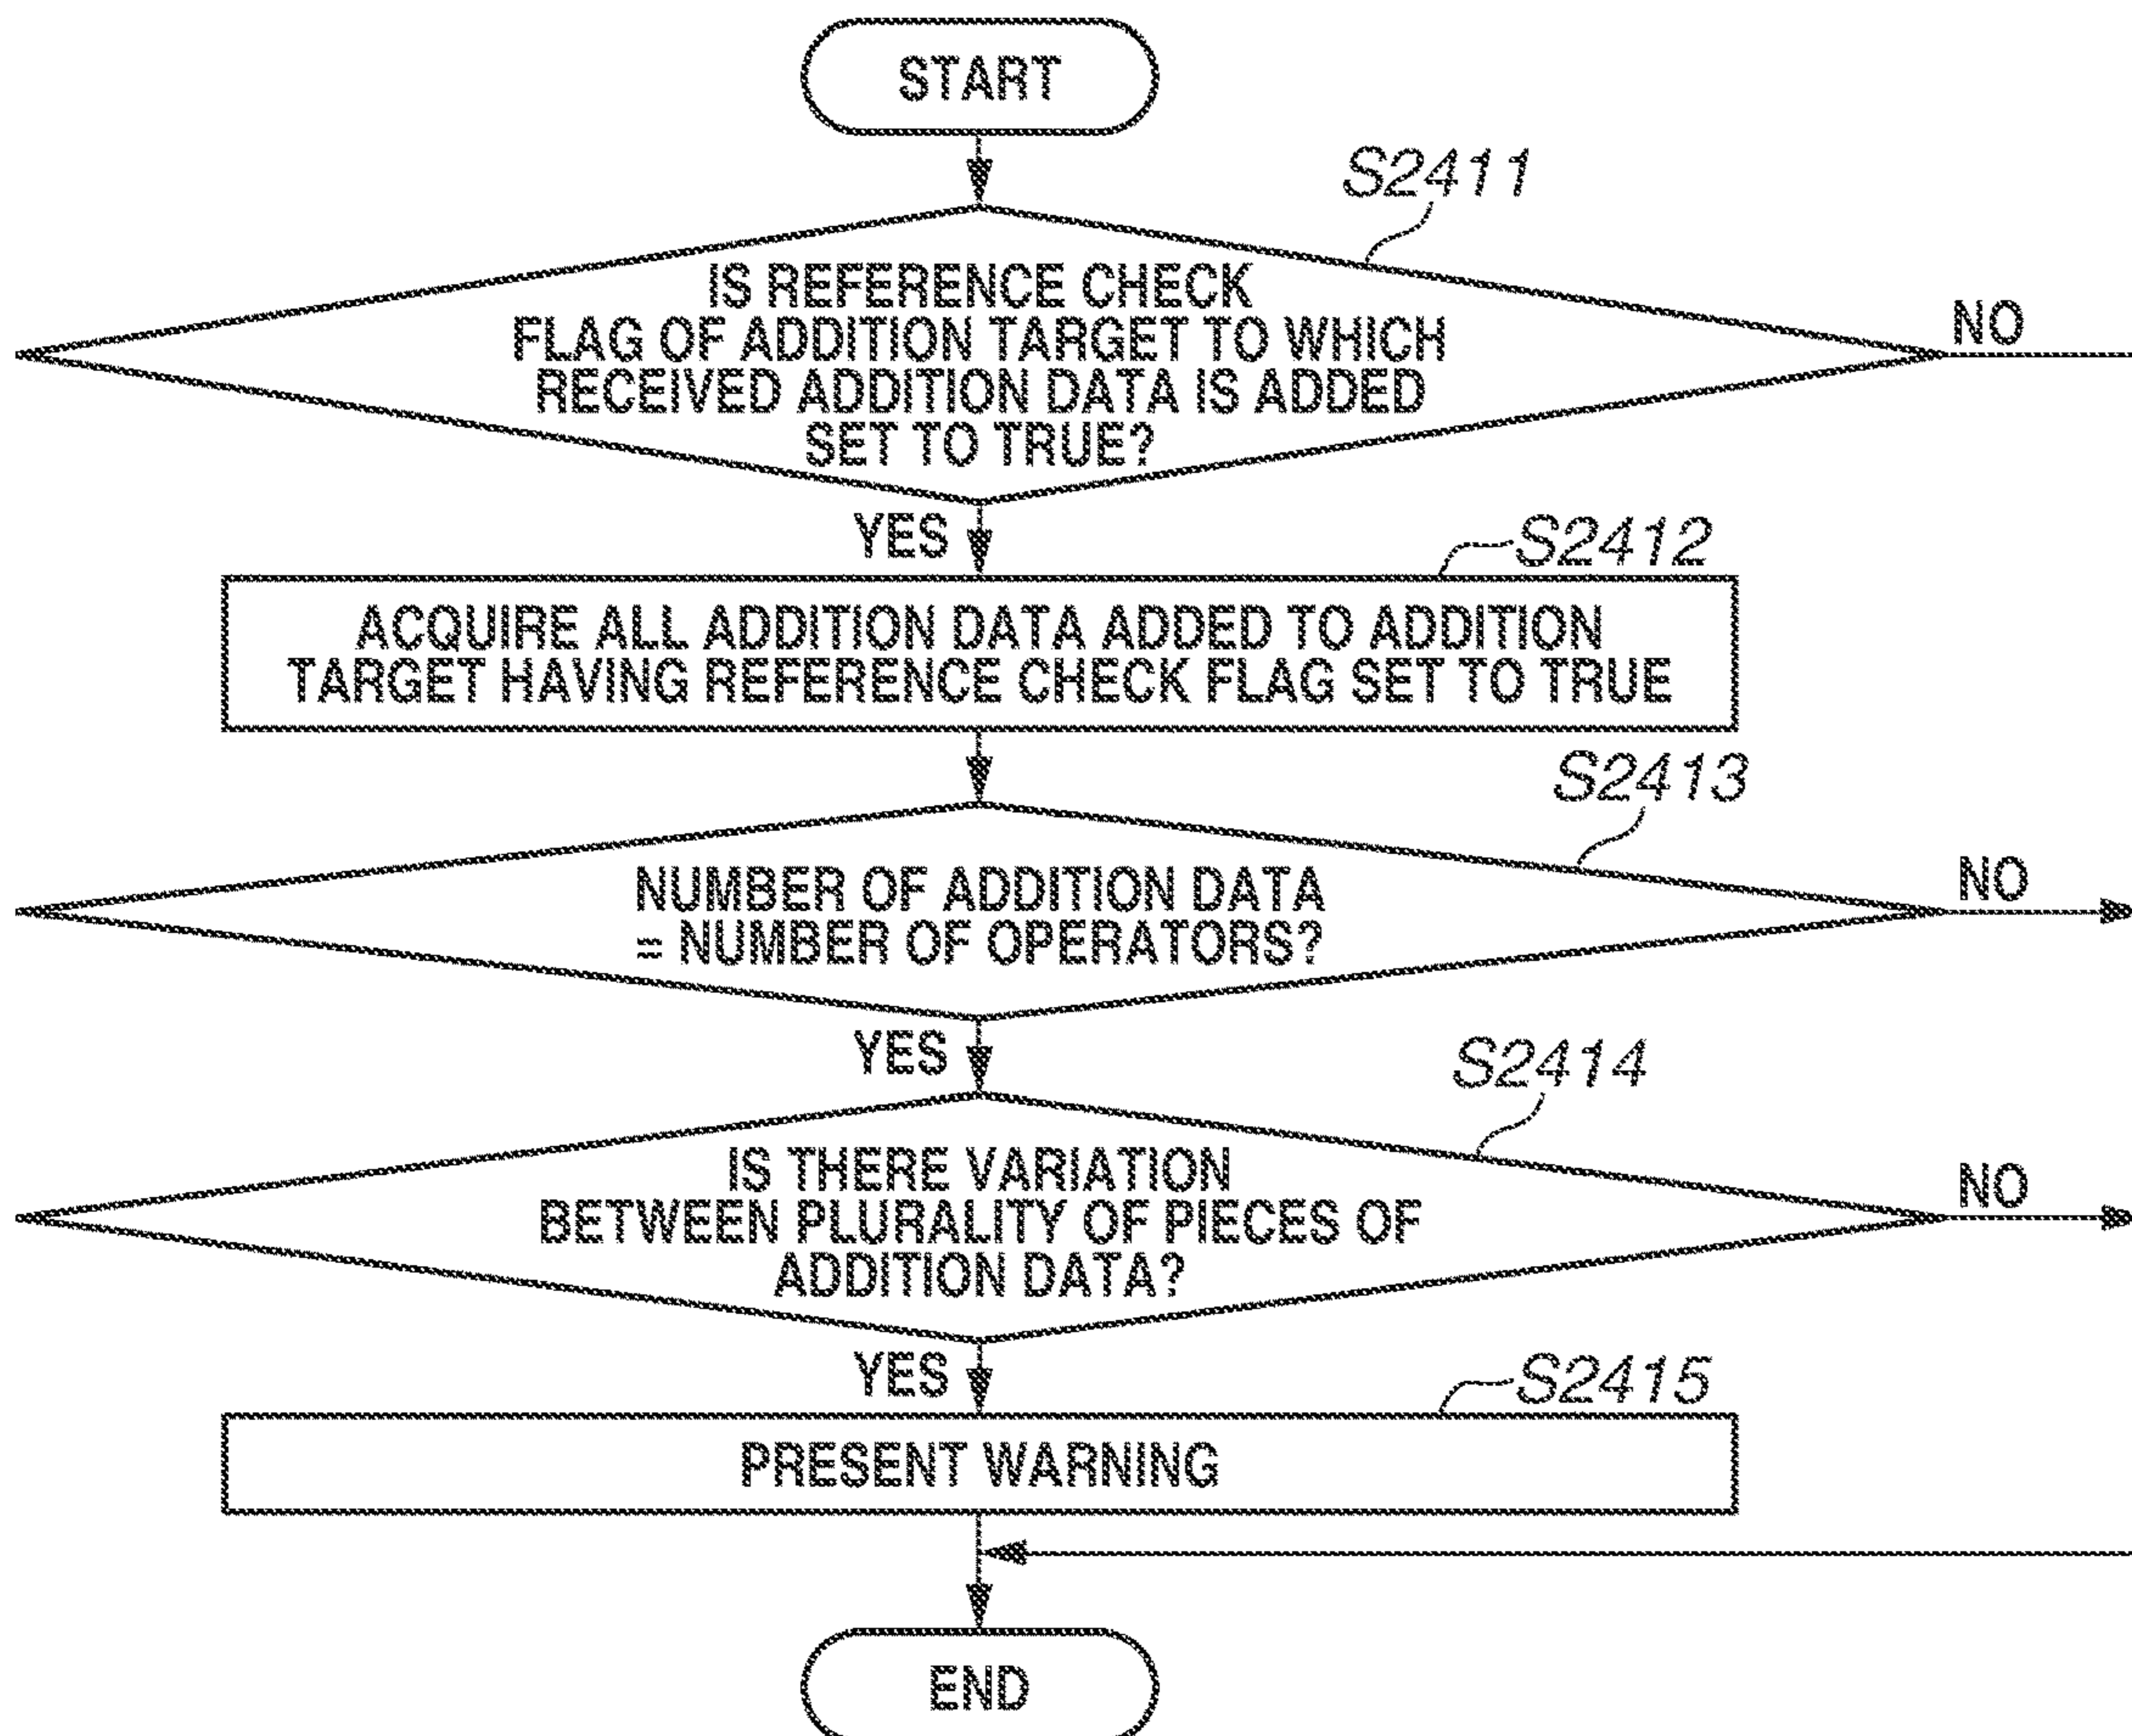 START
S2411
IS REFERENCE CHECK
FLAG OF ADDITION TARGET TO WHICH
RECEIVED ADDITION DATA IS ADDED
SET TO TRUE?
NO
YES
S2412
ACQUIRE ALL ADDITION DATA ADDED TO ADDITION
TARGET HAVING REFERENCE CHECK FLAG SET TO TRUE
S2413
NUMBER OF ADDITION DATA
= NUMBER OF OPERATORS?
NO
YES
S2414
IS THERE VARIATION
BETWEEN PLURALITY OF PIECES OF
ADDITION DATA?
NO
YES
S2415
PRESENT WARNING
END